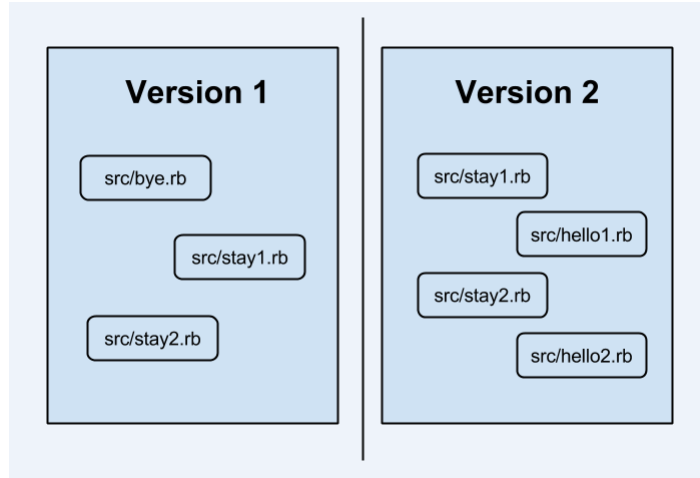 Version 1
src/bye.rb
src/stay1.rb
src/stay2.rb
Version 2
src/stay1.rb
src/hello1.rb
src/stay2.rb
src/hello2.rb